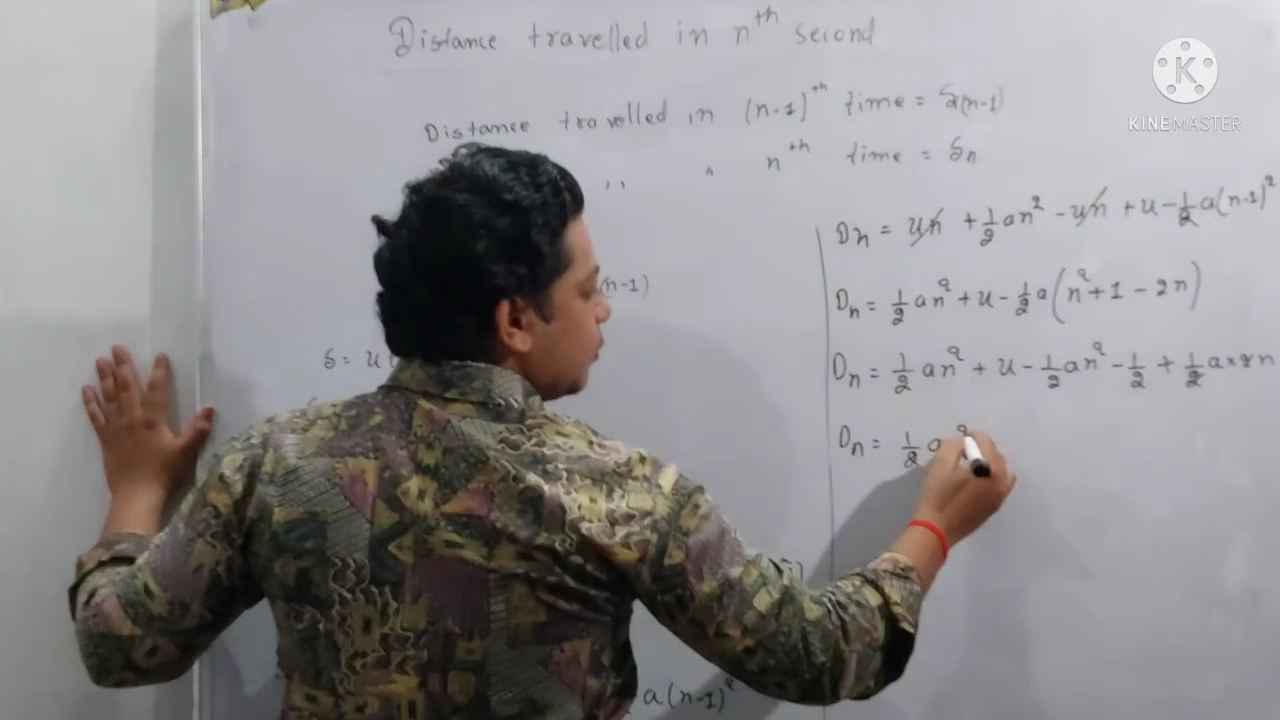 Distance travelled in nᵗʰ second
Distance travelled in (n-1)ᵗʰ time = S(n-1)
,, , nᵗʰ time = Sn
(n-1)
S = u
a(n-1)²
Dn = un + 1/2 an² - un + u - 1/2 a(n-1)²
Dn = 1/2 an² + u - 1/2 a(n² + 1 - 2n)
Dn = 1/2 an² + u - 1/2 an² - 1/2 + 1/2 a × 2n
Dn = 1/2 a
KINEMASTER